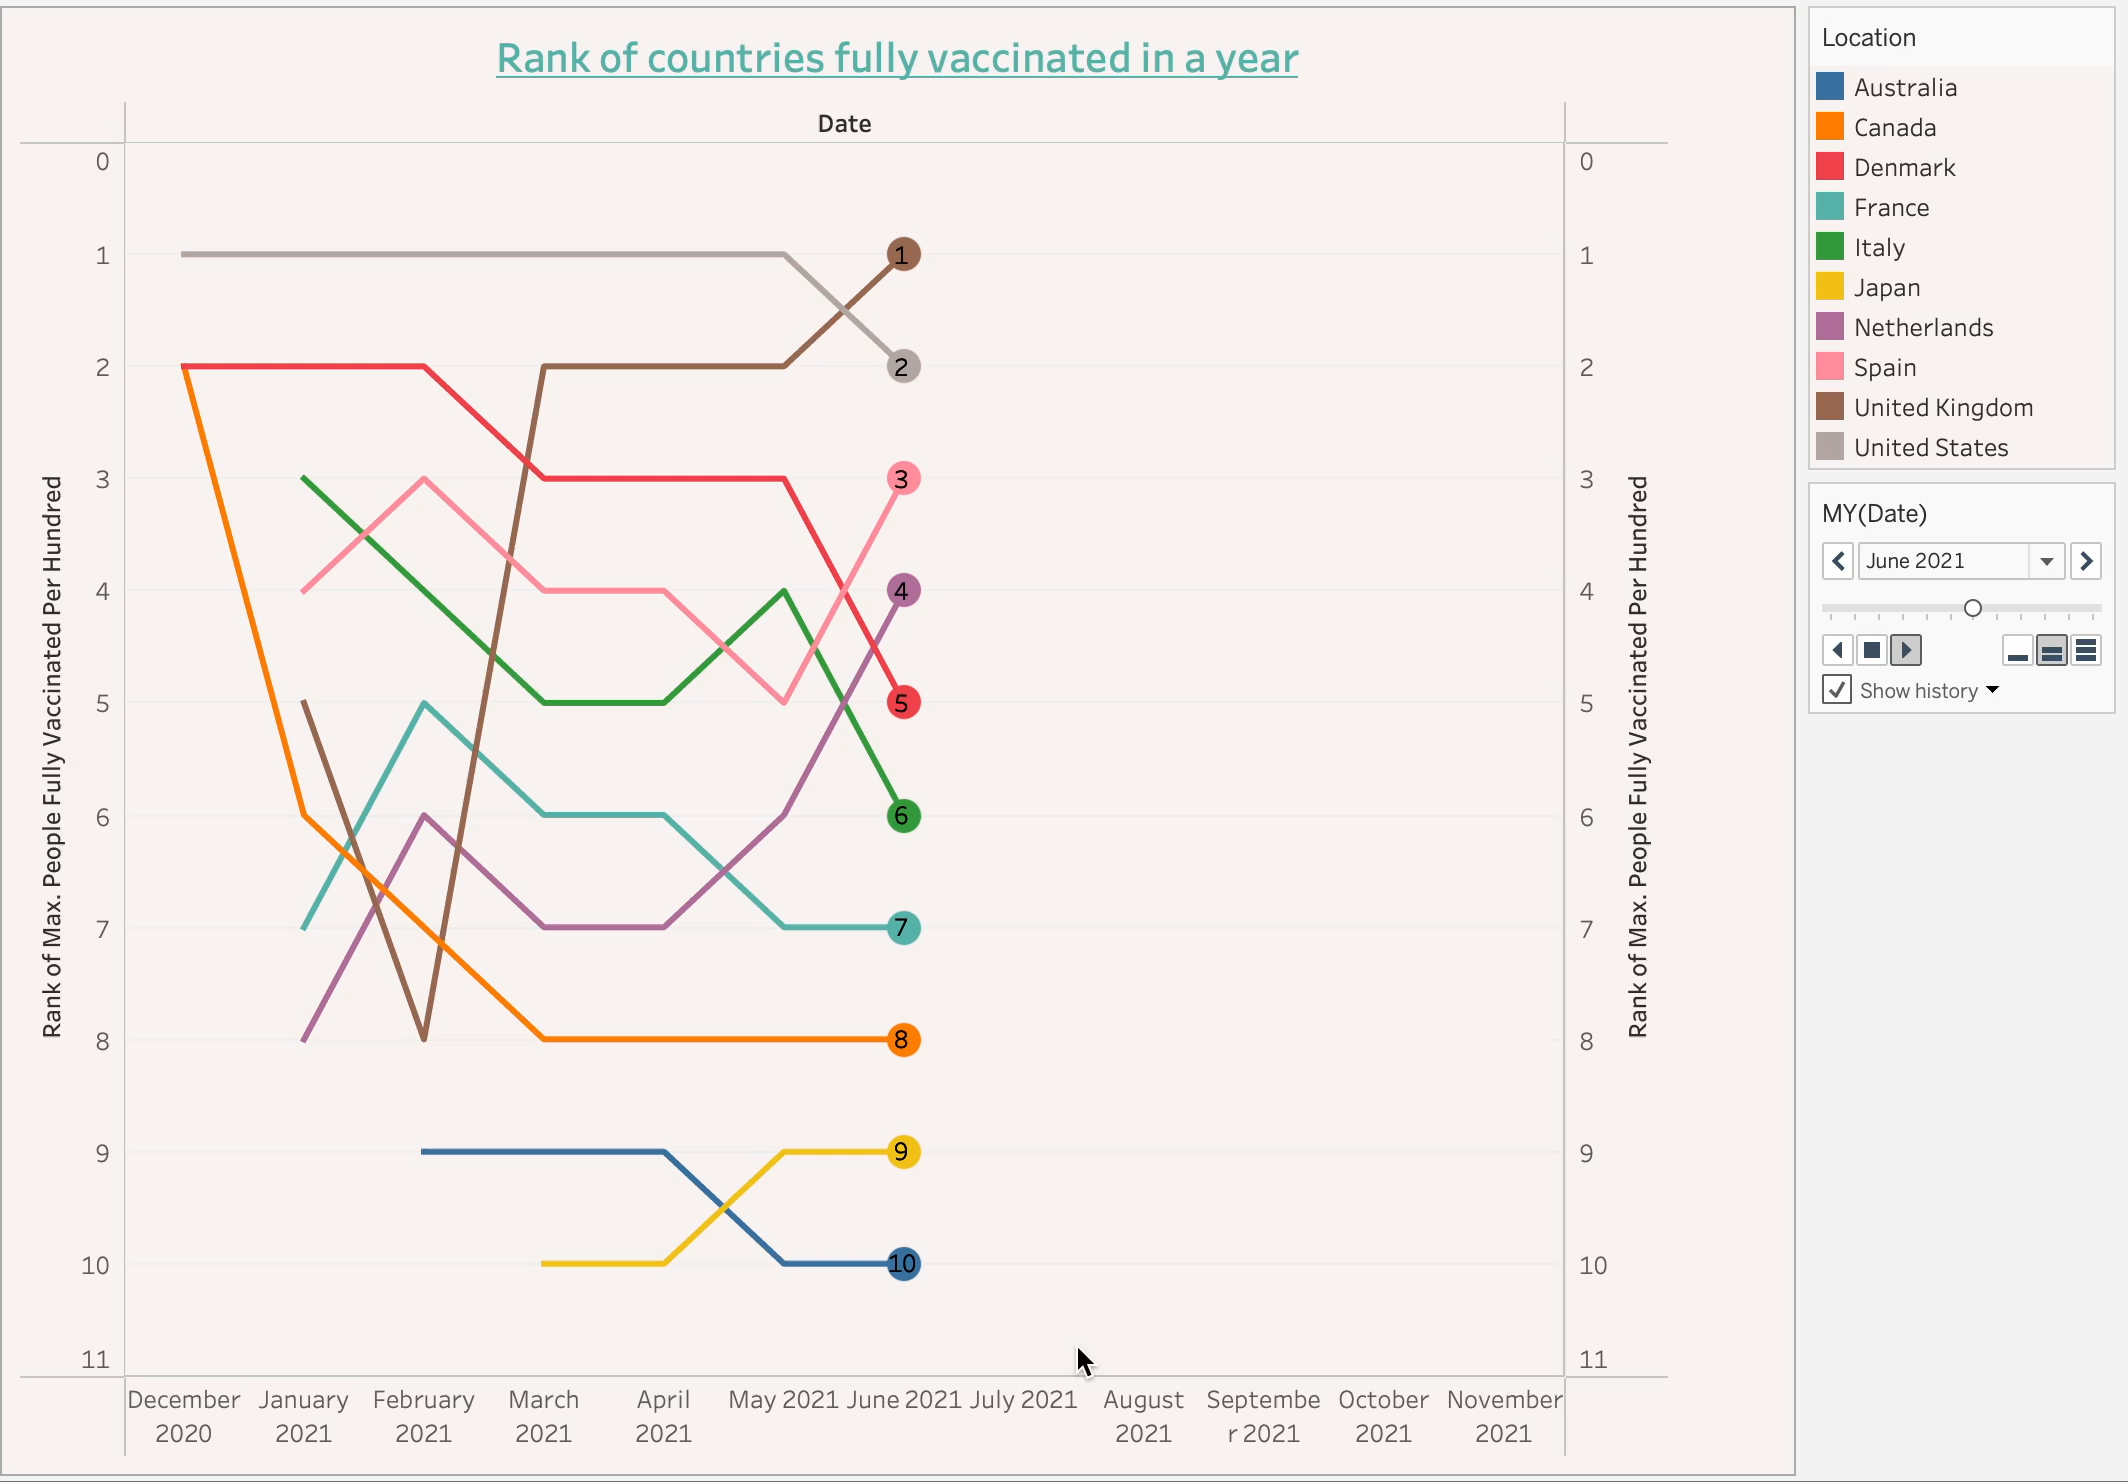 Rank of countries fully vaccinated in a year
Date
0
1
2
3
4
5
6
7
8
9
10
11
Rank of Max. People Fully Vaccinated Per Hundred
1
2
3
4
5
6
7
8
9
10
0
1
2
3
4
5
6
7
8
9
10
11
Rank of Max. People Fully Vaccinated Per Hundred
December
2020
January
2021
February
2021
March
2021
April
2021
May 2021
June 2021
July 2021
August
2021
Septembe
r 2021
October
2021
November
2021
Location
Australia
Canada
Denmark
France
Italy
Japan
Netherlands
Spain
United Kingdom
United States
MY(Date)
June 2021
Show history